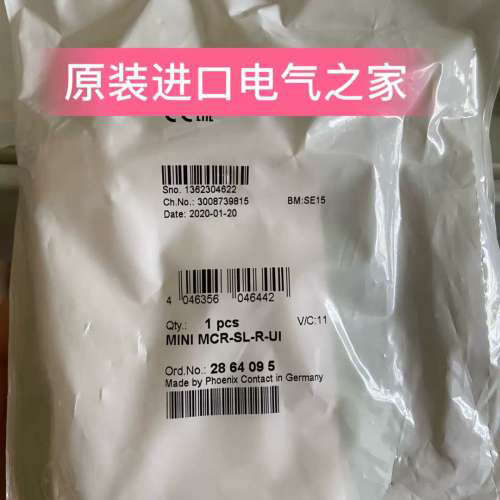 原装进口电气之家
CE EAC
Sno. 1362304622
Ch.No.: 3008739815 BM:SE15
Date: 2020-01-20
4 046356 046442
Qty.: 1 pcs V/C:11
MINI MCR-SL-R-UI
Ord.No.: 28 64 09 5
Made by Phoenix Contact in Germany